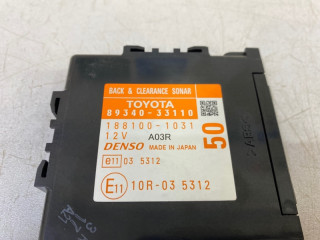 BACK & CLEARANCE SONAR
TOYOTA
89340-33110
188100-1031
12V A03R
DENSO MADE IN JAPAN
50
e11 03 5312
E11 10R-03 5312